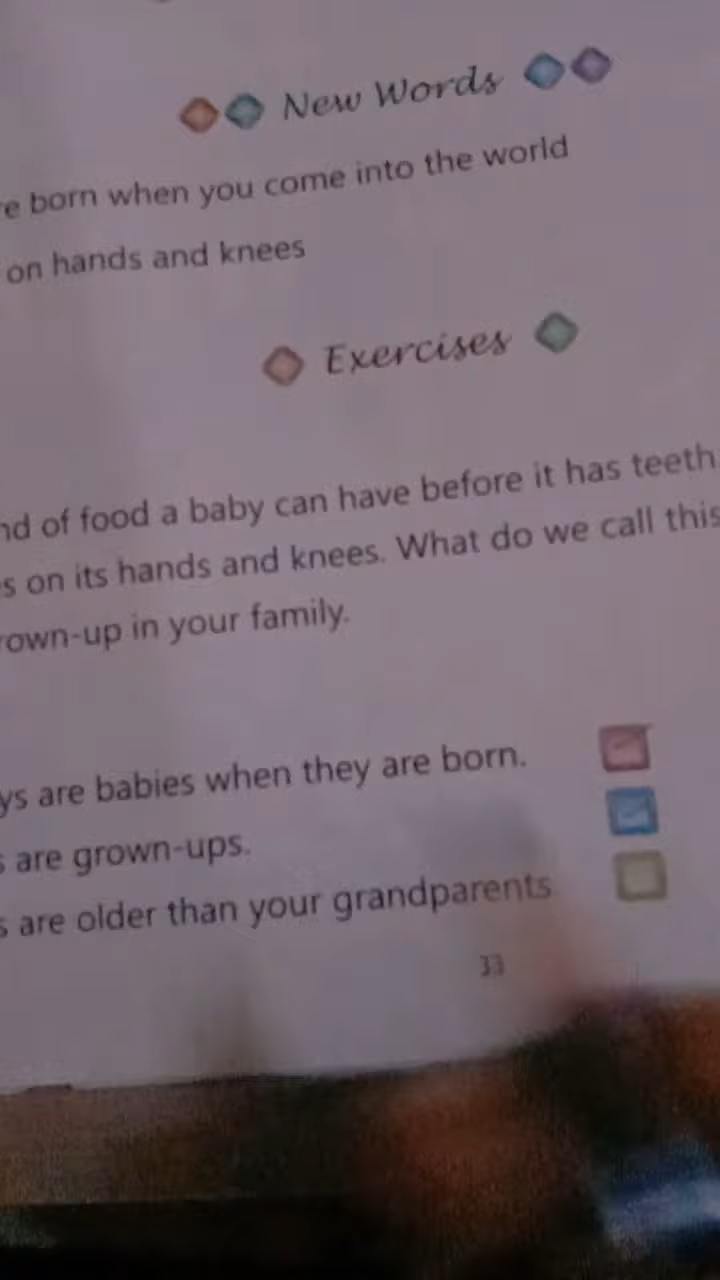 New Words
re born when you come into the world
on hands and knees
Exercises
nd of food a baby can have before it has teeth
s on its hands and knees. What do we call this
rown-up in your family.
ys are babies when they are born.
s are grown-ups.
s are older than your grandparents
33